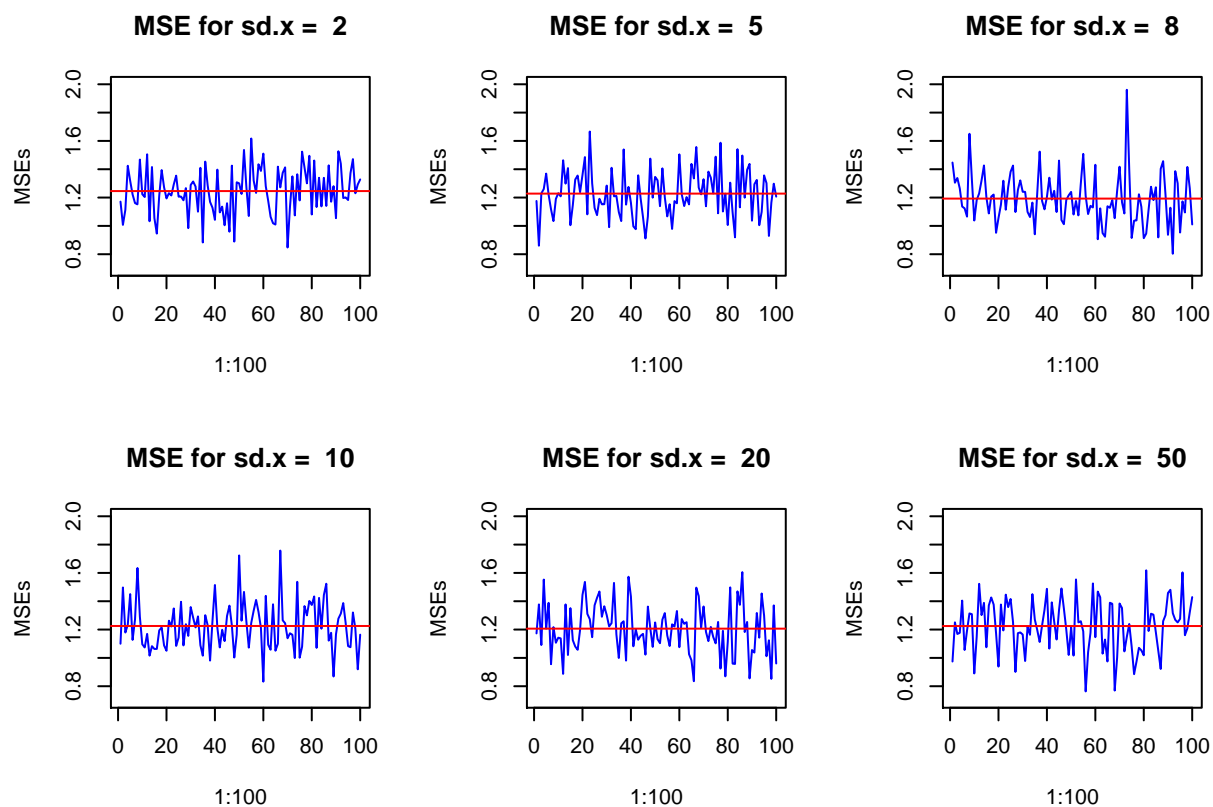 MSE for sd.x = 2
MSEs
0.8 1.2 1.6 2.0
0 20 40 60 80 100
1:100
MSE for sd.x = 5
MSEs
0.8 1.2 1.6 2.0
0 20 40 60 80 100
1:100
MSE for sd.x = 8
MSEs
0.8 1.2 1.6 2.0
0 20 40 60 80 100
1:100
MSE for sd.x = 10
MSEs
0.8 1.2 1.6 2.0
0 20 40 60 80 100
1:100
MSE for sd.x = 20
MSEs
0.8 1.2 1.6 2.0
0 20 40 60 80 100
1:100
MSE for sd.x = 50
MSEs
0.8 1.2 1.6 2.0
0 20 40 60 80 100
1:100